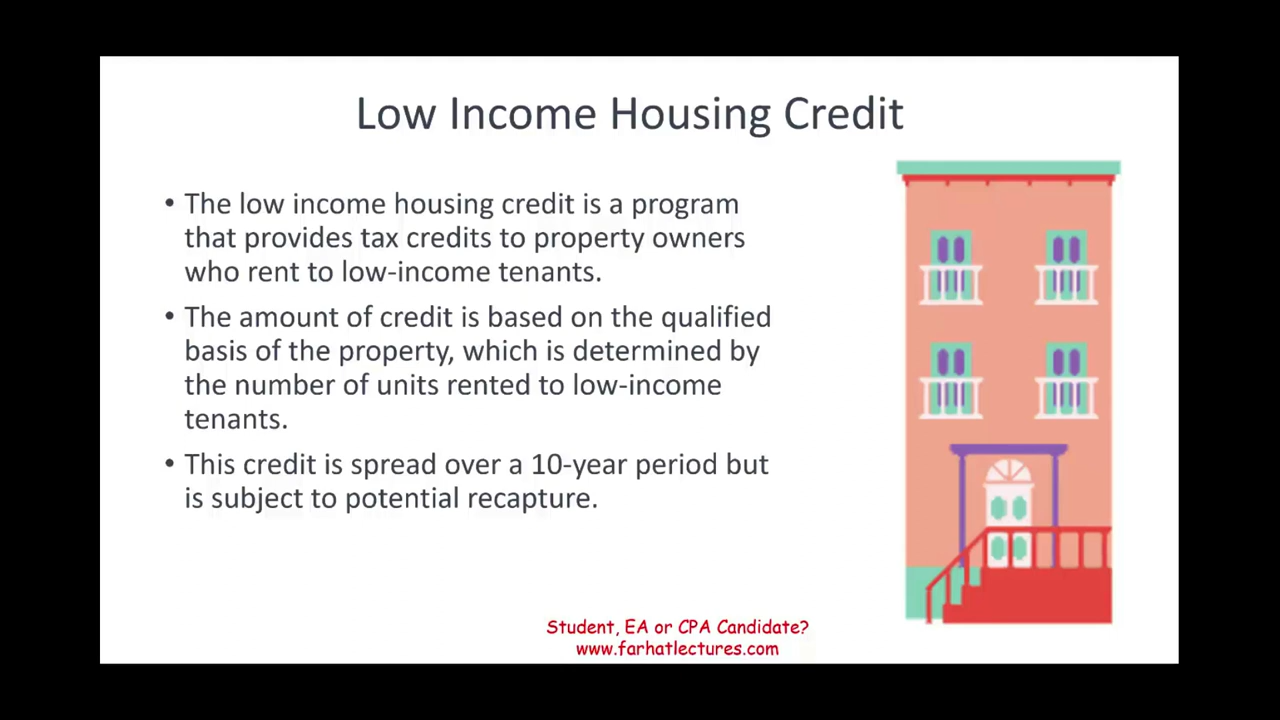 Low Income Housing Credit
• The low income housing credit is a program
that provides tax credits to property owners
who rent to low-income tenants.
• The amount of credit is based on the qualified
basis of the property, which is determined by
the number of units rented to low-income
tenants.
• This credit is spread over a 10-year period but
is subject to potential recapture.
Student, EA or CPA Candidate?
www.farhatlectures.com